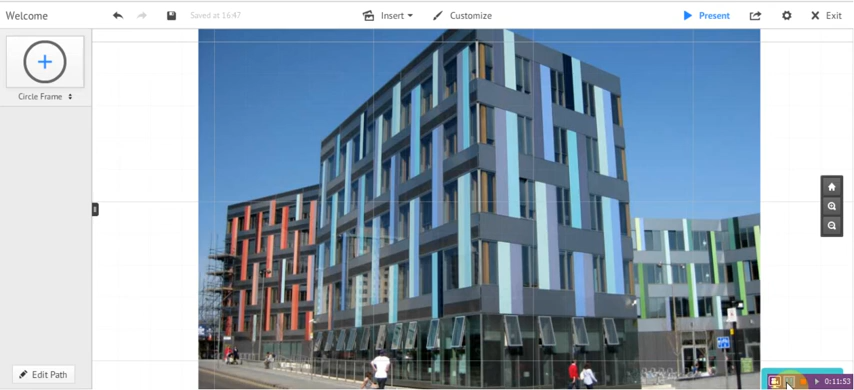 Welcome
Saved at 16:47
Insert
Customize
Present
Exit
Circle Frame
Edit Path
0:11:53